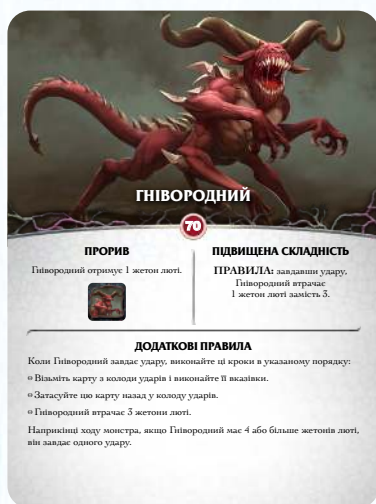 ГНІВОРОДНИЙ
70
ПРОРИВ
Гнівородний отримує 1 жетон люті.
ПІДВИЩЕНА СКЛАДНІСТЬ
ПРАВИЛА: завдавши удару,
Гнівородний втрачає
1 жетон люті замість 3.
ДОДАТКОВІ ПРАВИЛА
Коли Гнівородний завдає удару, виконайте ці кроки в указаному порядку:
Візьміть карту з колоди ударів і виконайте її вказівки.
Затасуйте цю карту назад у колоду ударів.
Гнівородний втрачає 3 жетони люті.
Наприкінці ходу монстра, якщо Гнівородний має 4 або більше жетонів люті,
він завдає одного удару.